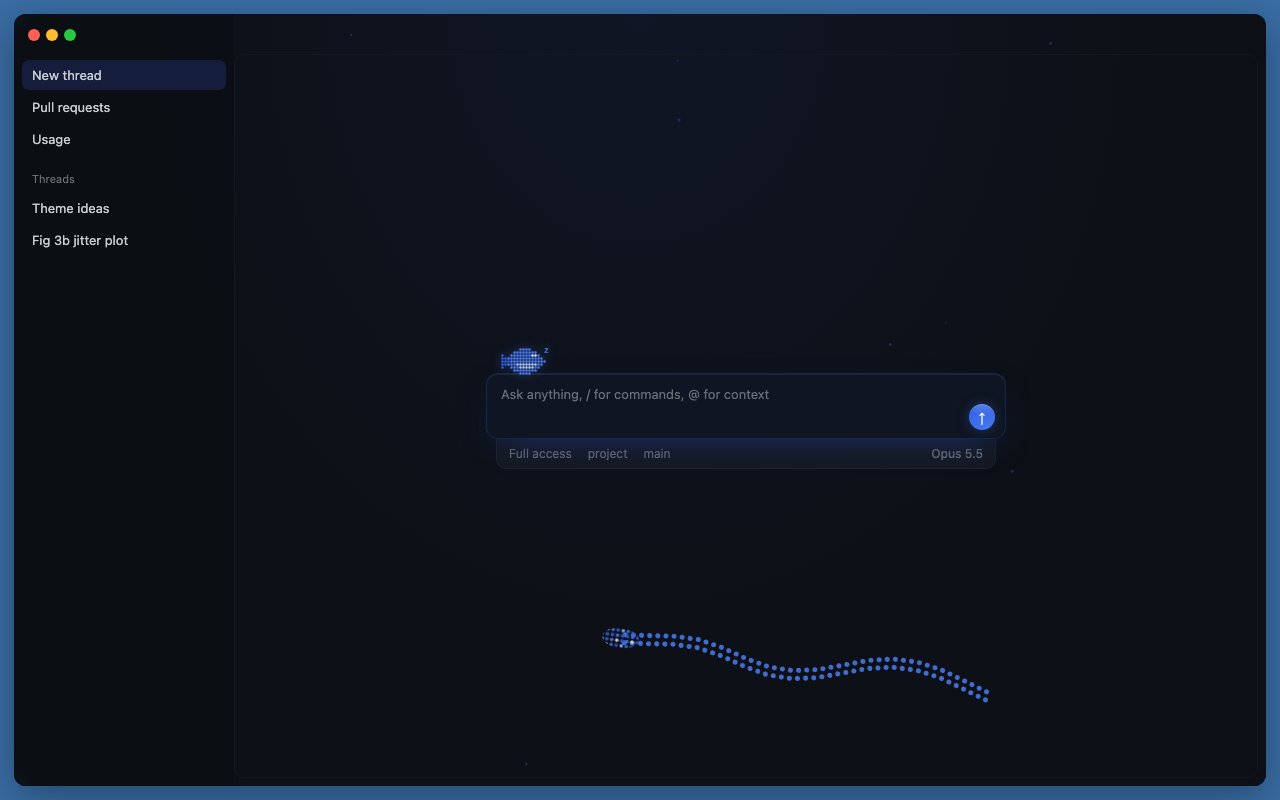 New thread
Pull requests
Usage
Threads
Theme ideas
Fig 3b jitter plot
z
Ask anything, / for commands, @ for context
↑
Full access project main Opus 5.5